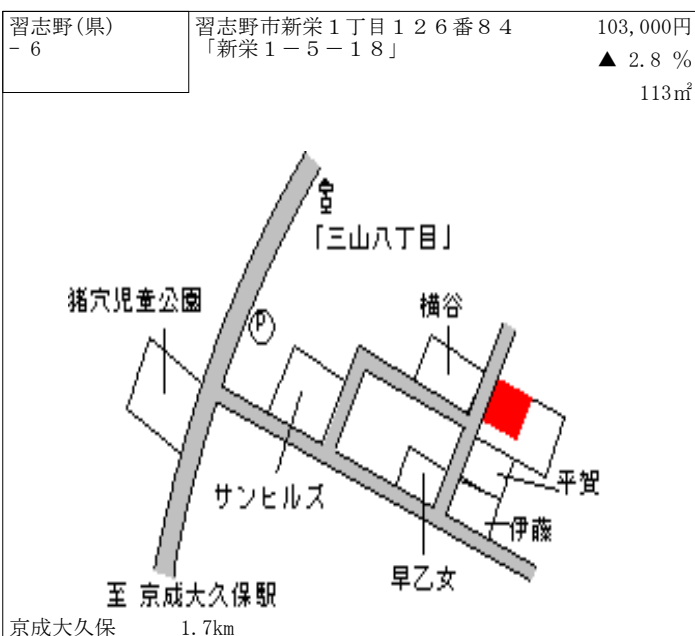 習志野(県)
－6
習志野市新栄１丁目１２６番８４
「新栄１－５－１８」
103,000円
▲ 2.8 %
113㎡
「三山八丁目」
猪穴児童公園
P
横谷
サンヒルズ
平賀
伊藤
早乙女
至 京成大久保駅
京成大久保 1.7km